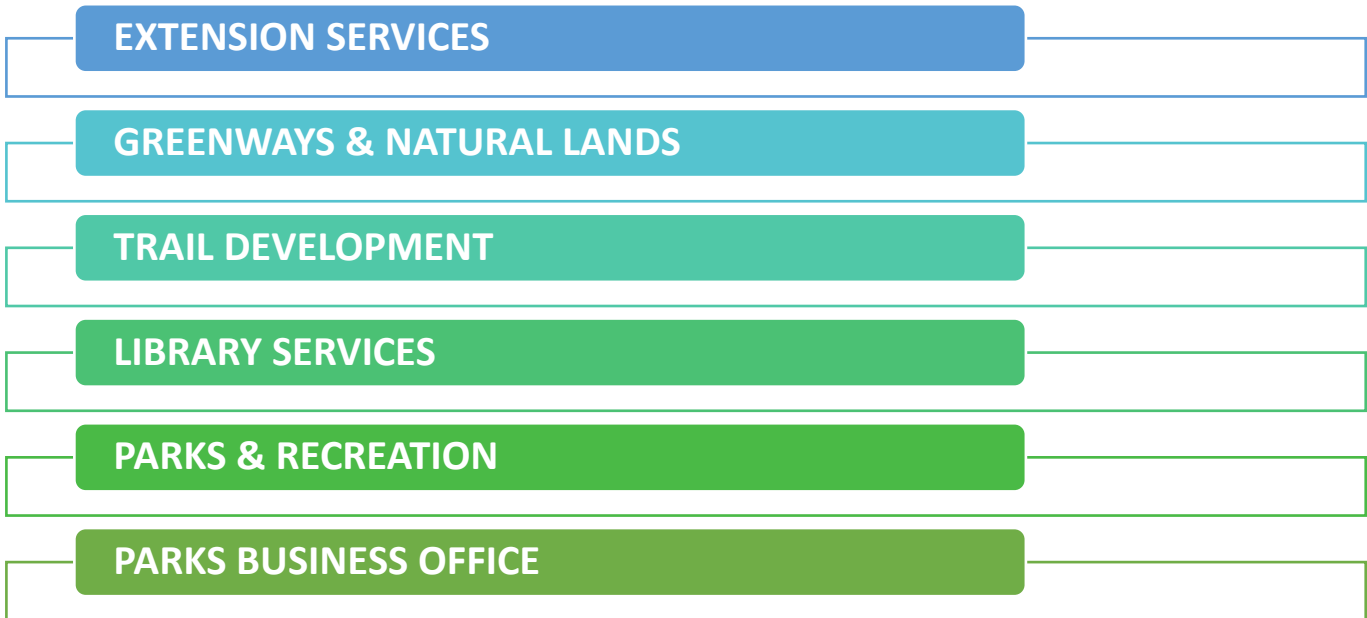 EXTENSION SERVICES
GREENWAYS & NATURAL LANDS
TRAIL DEVELOPMENT
LIBRARY SERVICES
PARKS & RECREATION
PARKS BUSINESS OFFICE